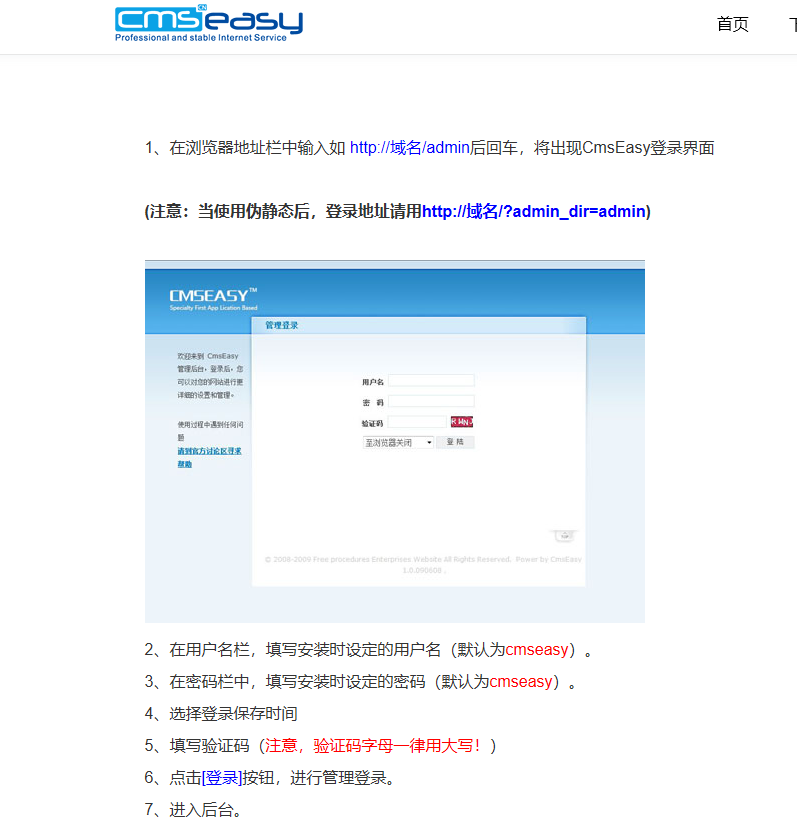 cmseasy CN
Professional and stable Internet Service
首页
1、在浏览器地址栏中输入如 http://域名/admin后回车，将出现CmsEasy登录界面
(注意：当使用伪静态后，登录地址请用http://域名/?admin_dir=admin)
CMSEASY™
Specialty First App Lication Based
管理登录
欢迎来到 CmsEasy
管理后台，登录后，您
可以对您的网站进行更
详细的设置和管理。
使用过程中遇到任何问
题
请到官方讨论区寻求
帮助
用户名
密 码
验证码
至浏览器关闭 登 陆
© 2008-2009 Free procedures Enterprises Website All Rights Reserved. Power by CmsEasy
2、在用户名栏，填写安装时设定的用户名（默认为cmseasy）。
3、在密码栏中，填写安装时设定的密码（默认为cmseasy）。
4、选择登录保存时间
5、填写验证码（注意，验证码字母一律用大写！）
6、点击[登录]按钮，进行管理登录。
7、进入后台。